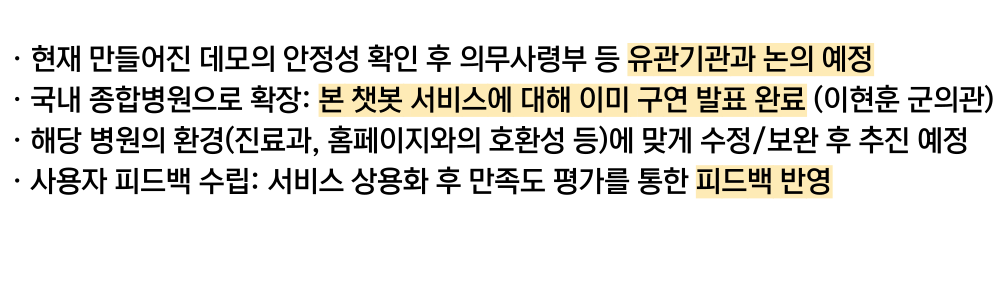 · 현재 만들어진 데모의 안정성 확인 후 의무사령부 등 유관기관과 논의 예정
· 국내 종합병원으로 확장: 본 챗봇 서비스에 대해 이미 구연 발표 완료 (이현훈 군의관)
· 해당 병원의 환경(진료과, 홈페이지와의 호환성 등)에 맞게 수정/보완 후 추진 예정
· 사용자 피드백 수립: 서비스 상용화 후 만족도 평가를 통한 피드백 반영